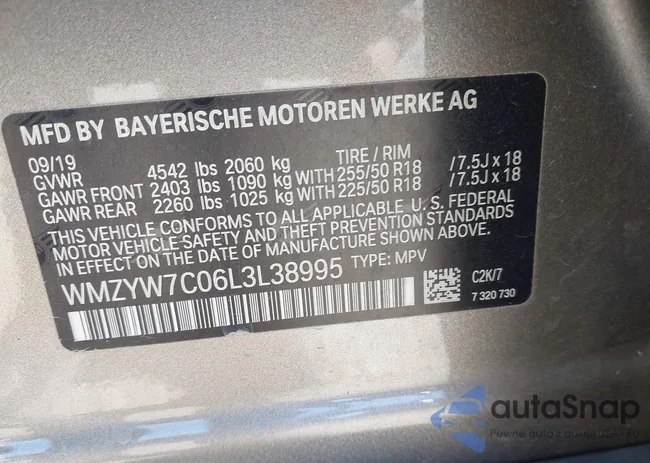 MFD BY BAYERISCHE MOTOREN WERKE AG
09/19
GVWR 4542 lbs 2060 kg TIRE / RIM
GAWR FRONT 2403 lbs 1090 kg WITH 255/50 R18 /7.5J x 18
GAWR REAR 2260 lbs 1025 kg WITH 225/50 R18 /7.5J x 18
THIS VEHICLE CONFORMS TO ALL APPLICABLE U. S. FEDERAL
MOTOR VEHICLE SAFETY AND THEFT PREVENTION STANDARDS
IN EFFECT ON THE DATE OF MANUFACTURE SHOWN ABOVE.
WMZYW7C06L3L38995 TYPE: MPV
C2K/7
7 320 730
autoSnap